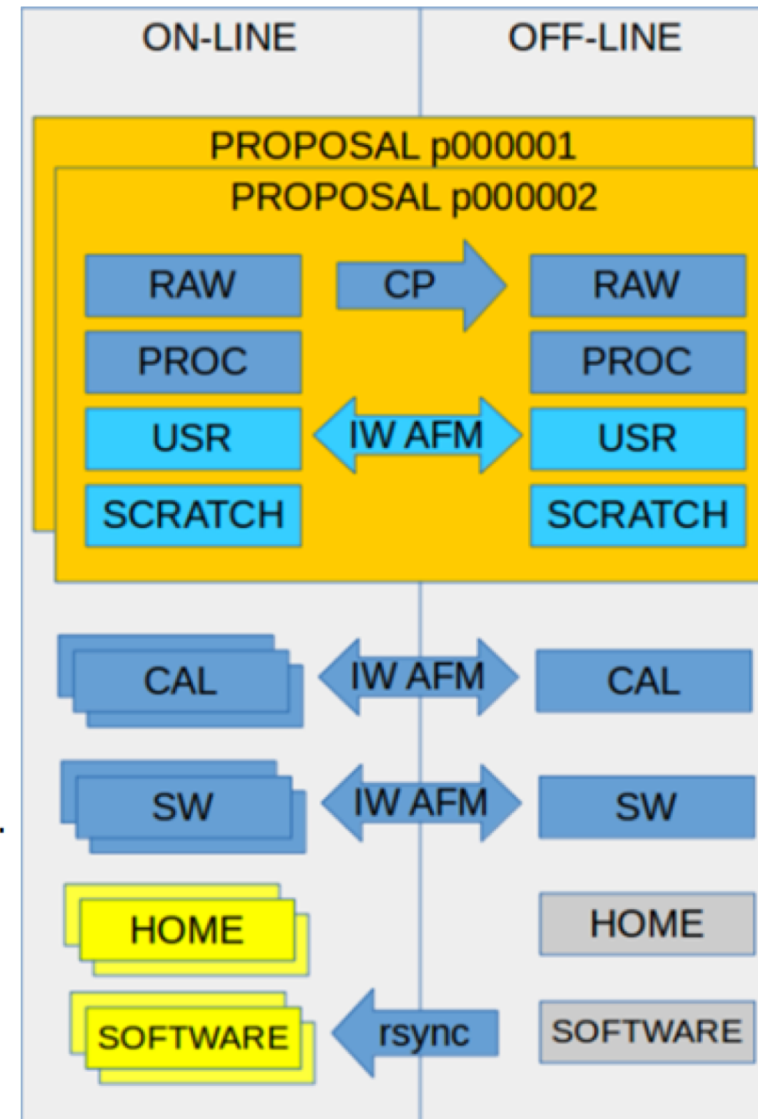 ON-LINE OFF-LINE
PROPOSAL p000001
PROPOSAL p000002
RAW CP RAW
PROC PROC
USR IW AFM USR
SCRATCH SCRATCH
CAL IW AFM CAL
SW IW AFM SW
.
HOME HOME
SOFTWARE rsync SOFTWARE